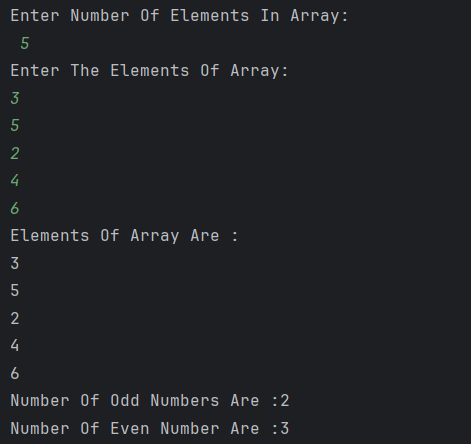 Enter Number Of Elements In Array:
5
Enter The Elements Of Array:
3
5
2
4
6
Elements Of Array Are :
3
5
2
4
6
Number Of Odd Numbers Are :2
Number Of Even Number Are :3